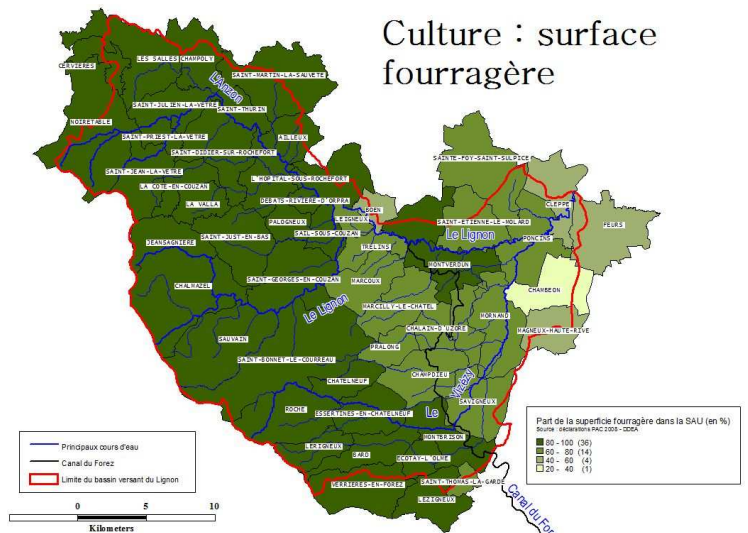 Culture : surface
fourragère
CERVIERES
LES SALLES
CHAMPOLY
SAINT-MARTIN-LA-SAUVETE
L'Anzon
SAINT-JULIEN-LA-VETRE
SAINT-THURIN
NOIRETABLE
SAINT-PRIEST-LA-VETRE
AILLEUX
SAINT-DIDIER-SUR-ROCHEFORT
SAINTE-FOY-SAINT-SULPICE
SAINT-JEAN-LA-VETRE
L'HOPITAL-SOUS-ROCHEFORT
LA COTE-EN-COUZAN
DEBATS-RIVIERE-D'ORPRA
LA VALLA
BOEN
CLEPPE
LEIGNEUX
PALOGNEUX
SAINT-ETIENNE-LE-MOLARD
FEURS
SAINT-JUST-EN-BAS
SAIL-SOUS-COUZAN
Le Lignon
PONCINS
JEANSAGNIERE
TRELINS
MONTVERDUN
SAINT-GEORGES-EN-COUZAN
MARCOUX
CHALMAZEL
CHAMBEON
Le Lignon
MARCILLY-LE-CHATEL
MORNAND
CHALAIN-D'UZORE
MAGNEUX-HAUTE-RIVE
SAUVAIN
PRALONG
SAINT-BONNET-LE-COURREAU
CHAMPDIEU
Vizézy
CHATELNEUF
SAVIGNEUX
ROCHE
Le
ESSERTINES-EN-CHATELNEUF
MONTBRISON
LERIGNEUX
BARD
ECOTAY-L'OLME
VERRIERES-EN-FOREZ
SAINT-THOMAS-LA-GARDE
LEZIGNEUX
Canal du For
Principaux cours d'eau
Canal du Forez
Limite du bassin versant du Lignon
0 5 10
Kilometers
Part de la superficie fourragère dans la SAU (en %)
Source : déclarations PAC 2006 - DDEA
80 - 100 (36)
60 - 80 (14)
40 - 60 (4)
20 - 40 (1)